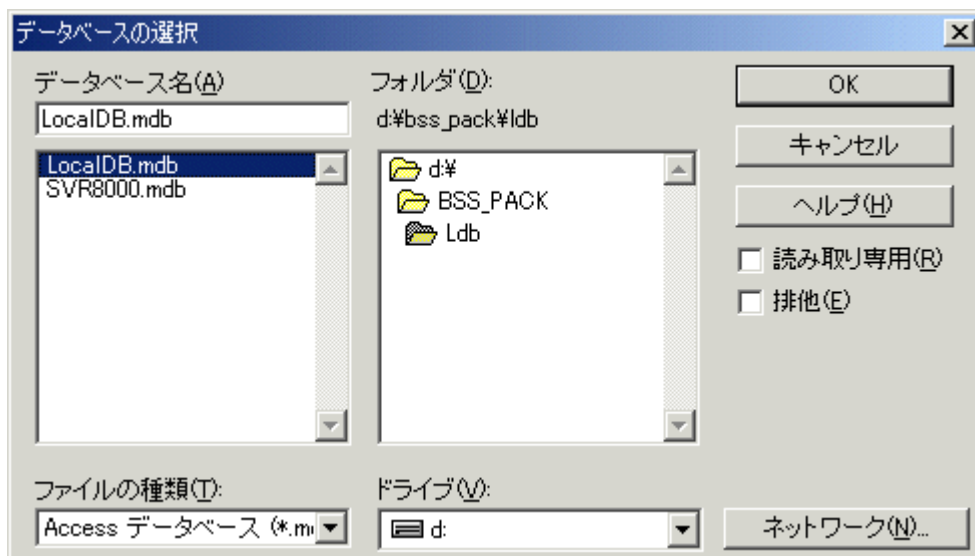 データベースの選択
データベース名(A)
LocalDB.mdb
LocalDB.mdb
SVR8000.mdb
ファイルの種類(T):
Access データベース (*.m
フォルダ(D):
d:¥bss_pack¥ldb
d:¥
BSS_PACK
Ldb
ドライブ(V):
d:
OK
キャンセル
ヘルプ(H)
読み取り専用(R)
排他(E)
ネットワーク(N)...